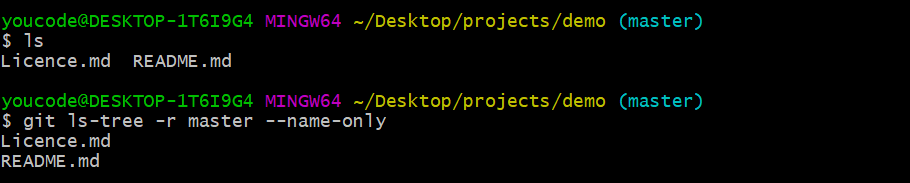 youcode@DESKTOP-1T6I9G4 MINGW64 ~/Desktop/projects/demo (master)
$ ls
Licence.md  README.md
youcode@DESKTOP-1T6I9G4 MINGW64 ~/Desktop/projects/demo (master)
$ git ls-tree -r master --name-only
Licence.md
README.md